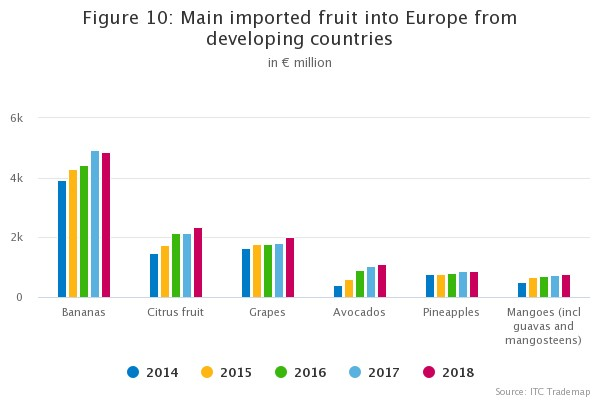 Figure 10: Main imported fruit into Europe from
developing countries
in € million
6k
4k
2k
0
Bananas
Citrus fruit
Grapes
Avocados
Pineapples
Mangoes (incl
guavas and
mangosteens)
2014
2015
2016
2017
2018
Source: ITC Trademap